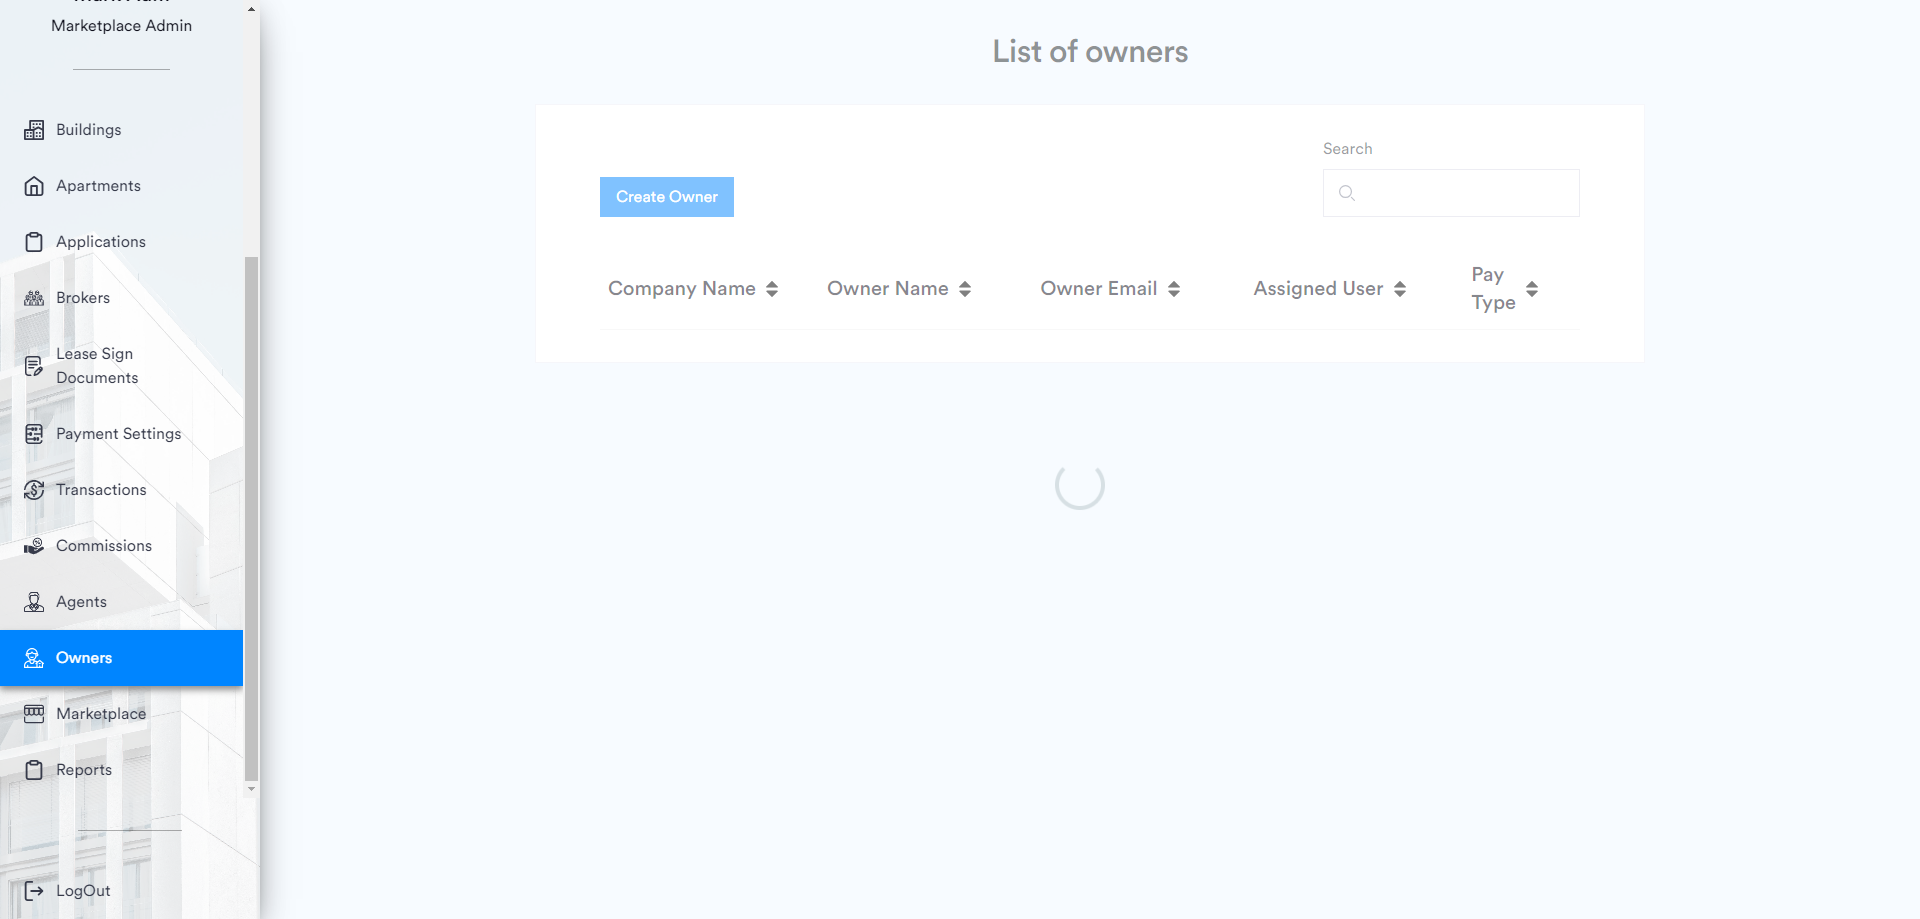 Marketplace Admin
Buildings
Apartments
Applications
Brokers
Lease Sign
Documents
Payment Settings
Transactions
Commissions
Agents
Owners
Marketplace
Reports
LogOut
List of owners
Search
Create Owner
Company Name
Owner Name
Owner Email
Assigned User
Pay
Type